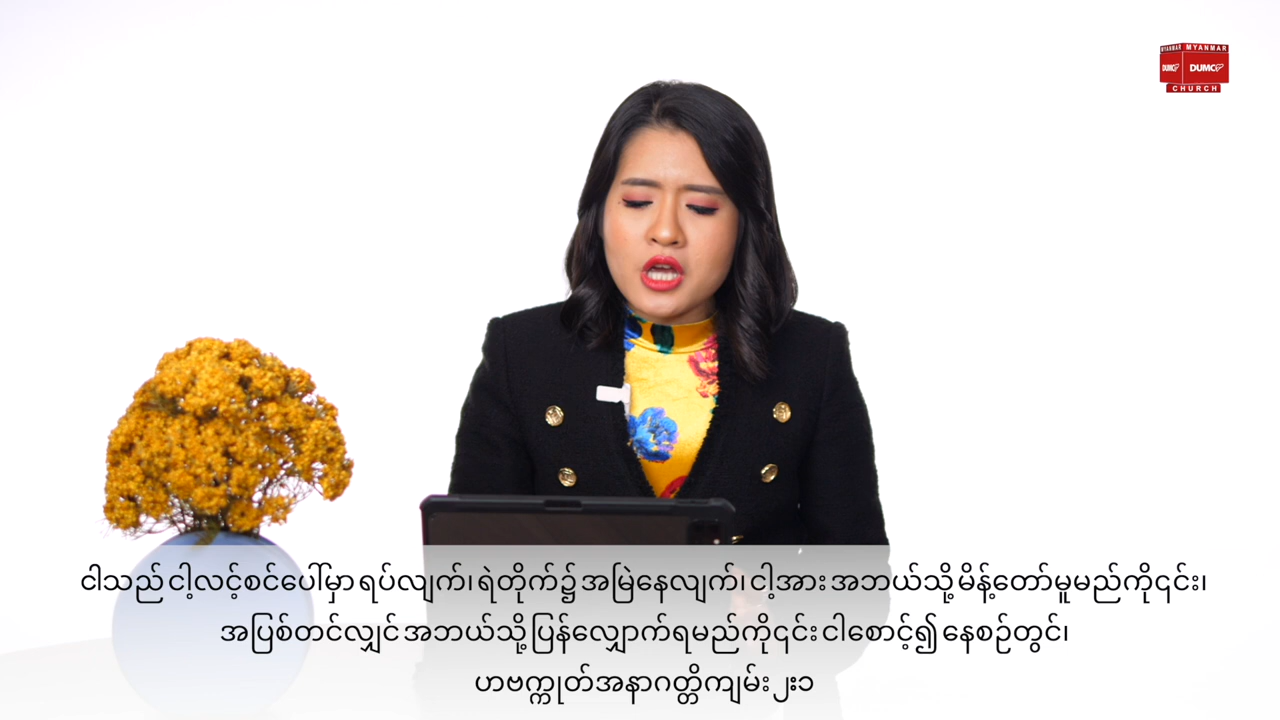 MYANMAR MYANMAR
DUMC DUMC
CHURCH
ငါသည် ငါ့လင့်စင်ပေါ်မှာ ရပ်လျက်၊ ရဲတိုက်၌ အမြဲနေလျက်၊ ငါ့အား အဘယ်သို့ မိန့်တော်မူမည်ကို၎င်း၊
အပြစ်တင်လျှင် အဘယ်သို့ ပြန်လျှောက်ရမည်ကို၎င်း ငါစောင့်၍ နေစဉ်တွင်၊
ဟဗက္ကုတ်အနာဂတ္တိကျမ်း ၂း၁